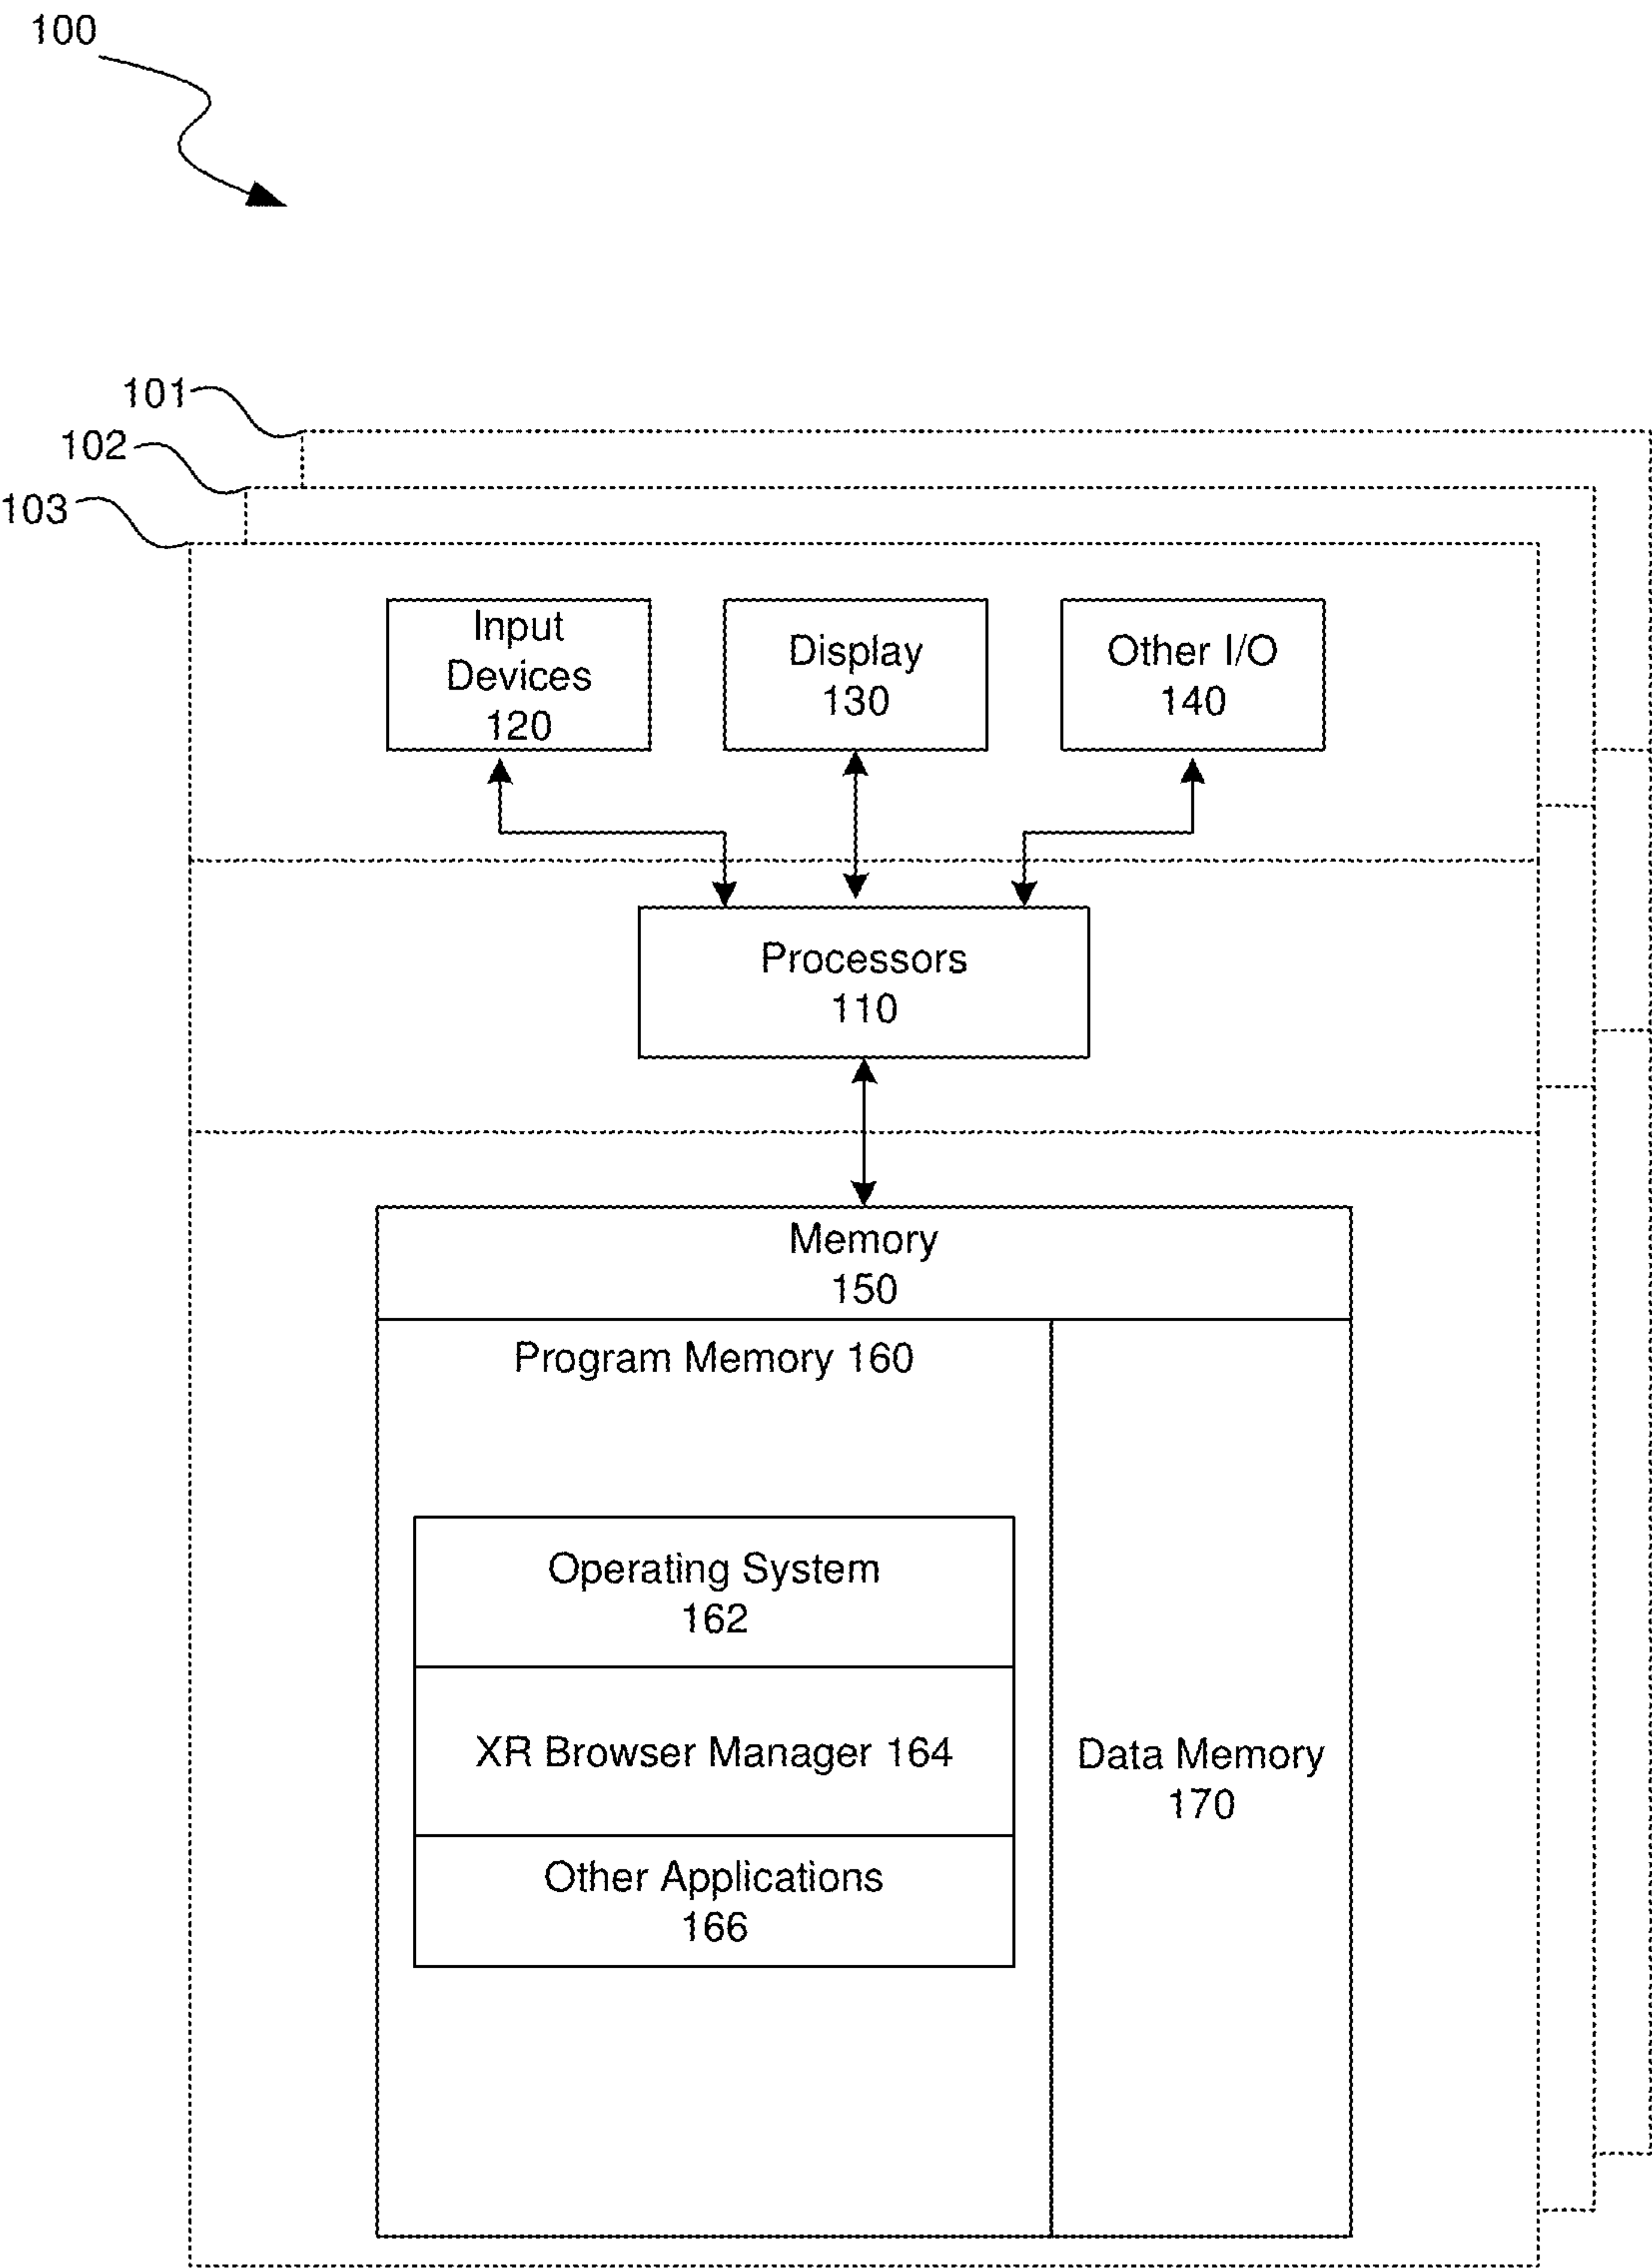 100
101
102
103
Input
Devices
120
Display
130
Other I/O
140
Processors
110
Memory
150
Program Memory 160
Operating System
162
XR Browser Manager 164
Other Applications
166
Data Memory
170